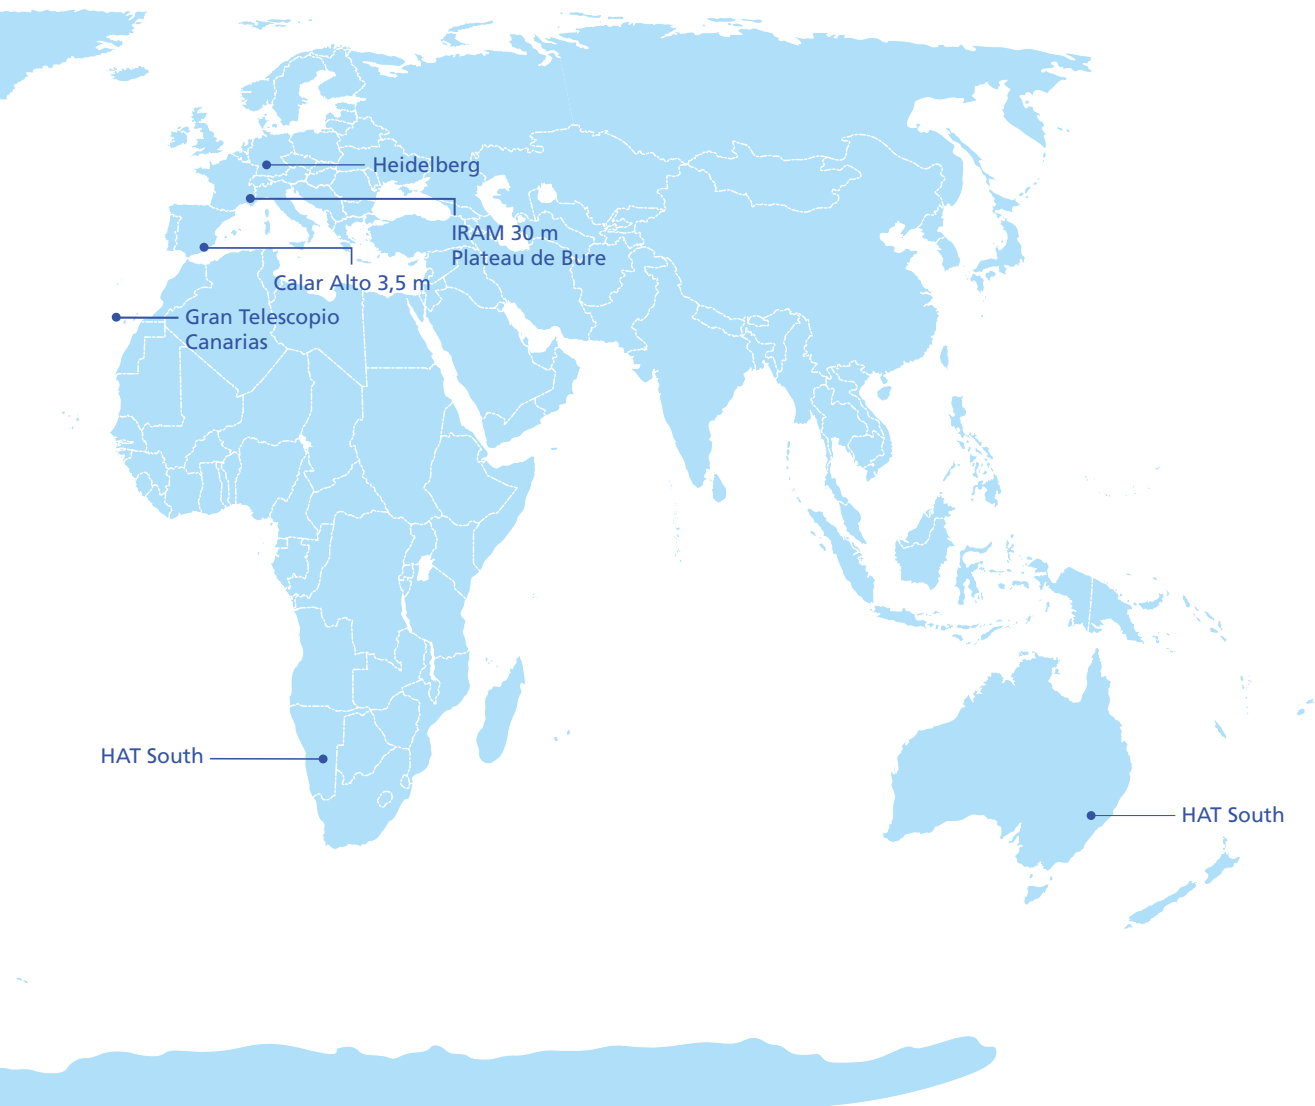 Heidelberg
IRAM 30 m
Plateau de Bure
Calar Alto 3,5 m
Gran Telescopio
Canarias
HAT South
HAT South